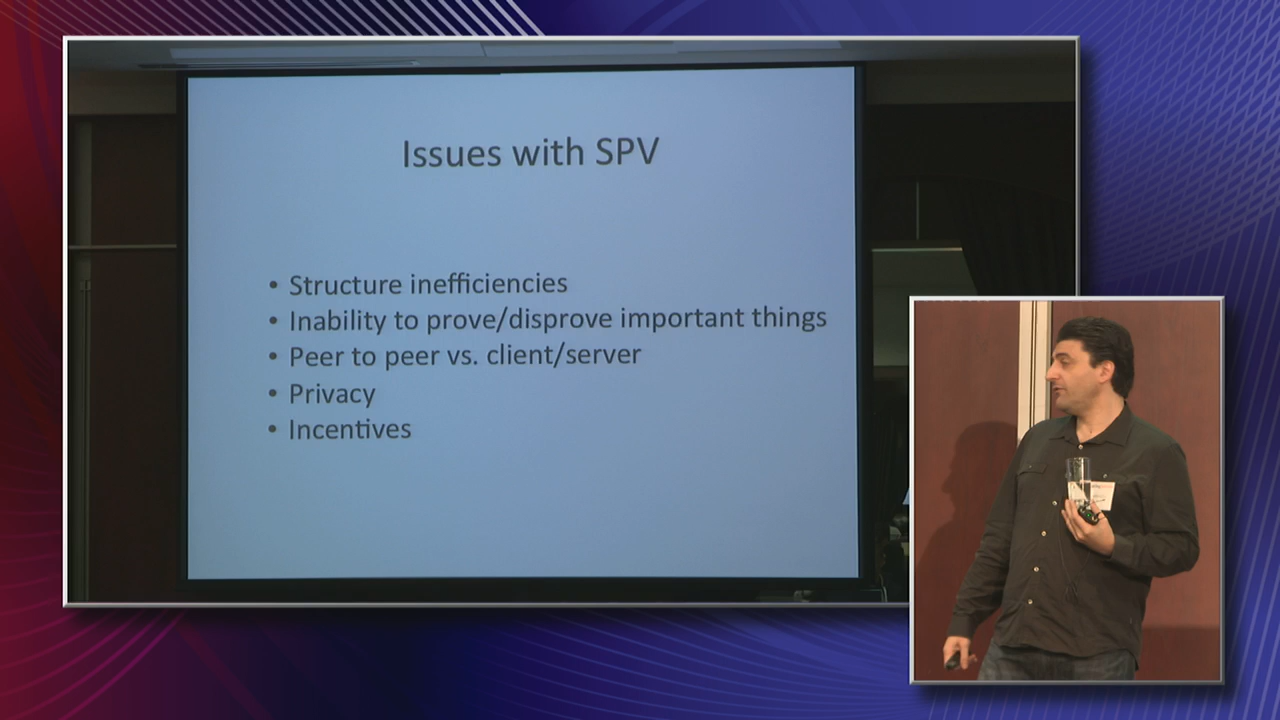 Issues with SPV
• Structure inefficiencies
• Inability to prove/disprove important things
• Peer to peer vs. client/server
• Privacy
• Incentives